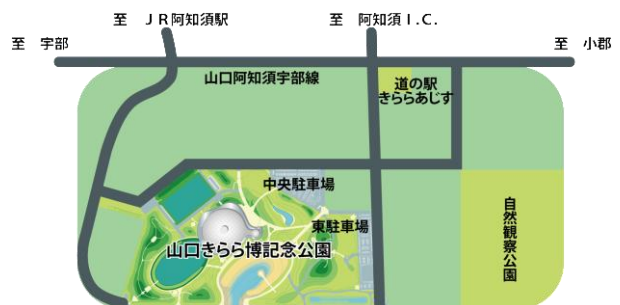 至　ＪＲ阿知須駅
至　阿知須 I.C.
至　宇部
至　小郡
山口阿知須宇部線
道の駅
きららあじす
中央駐車場
東駐車場
山口きらら博記念公園
自然観察公園